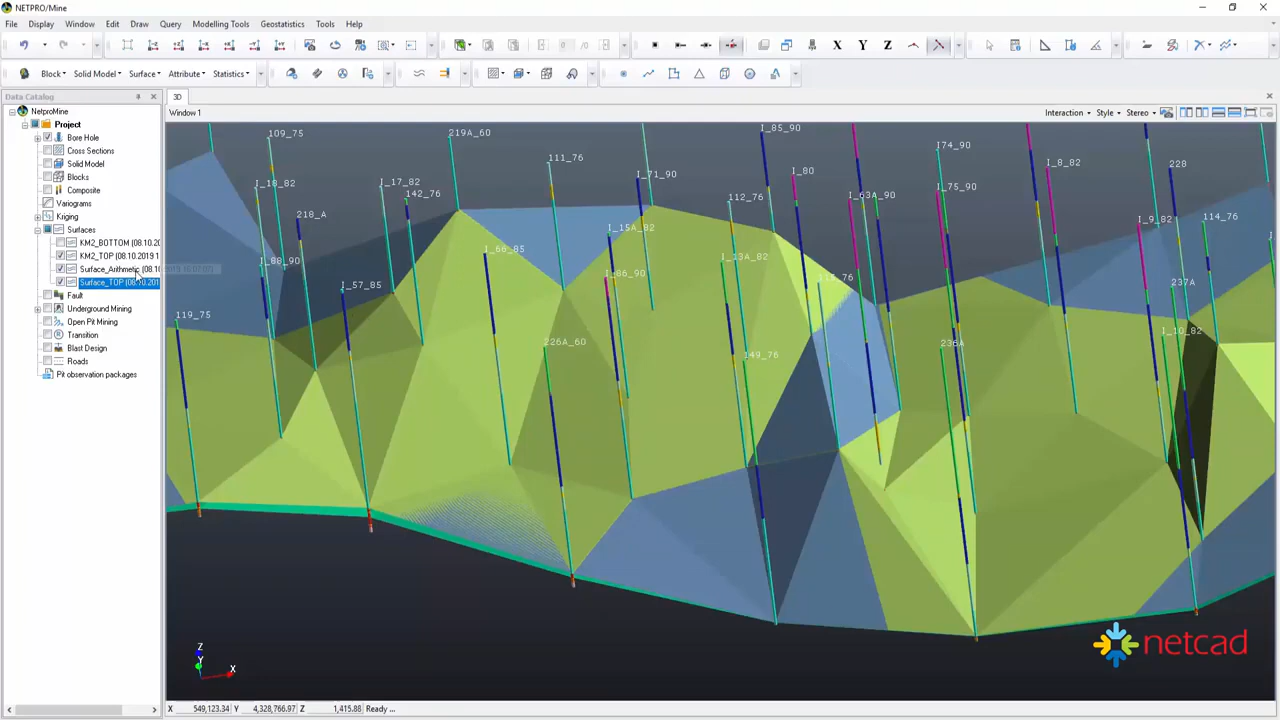 NETPRO/Mine
File Display Window Edit Draw Query Modelling Tools Geostatistics Tools Help
X Y Z
Block Solid Model Surface Attribute Statistics
Data Catalog
3D
Window 1
Interaction Style Stereo
NetproMine
Project
Bore Hole
Cross Sections
Solid Model
Blocks
Composite
Variograms
Kriging
Surfaces
KM2_BOTTOM (08.10.20
KM2_TOP (08.10.2019 1
Surface_Arithmetic (08.10
Surface_TOP (08.10.201
Fault
Underground Mining
Open Pit Mining
Transition
Blast Design
Roads
Pit observation packages
109_75
219A_60
I_85_90
111_76
74_90
I_8_82
228
I_18_82
I_17_82
142_76
I_71_90
112_76
I_80
I_63A_90
I_75_90
218_A
I_15A_82
I_9_82
114_76
I_66_85
I_88_90
I_86_90
I_13A_82
237A
I_57_85
119_75
226A_60
149_76
236A
I_10_82
Z
Y
X
netcad
X 549,123.34 Y 4,328,766.97 Z 1,415.88 Ready ...